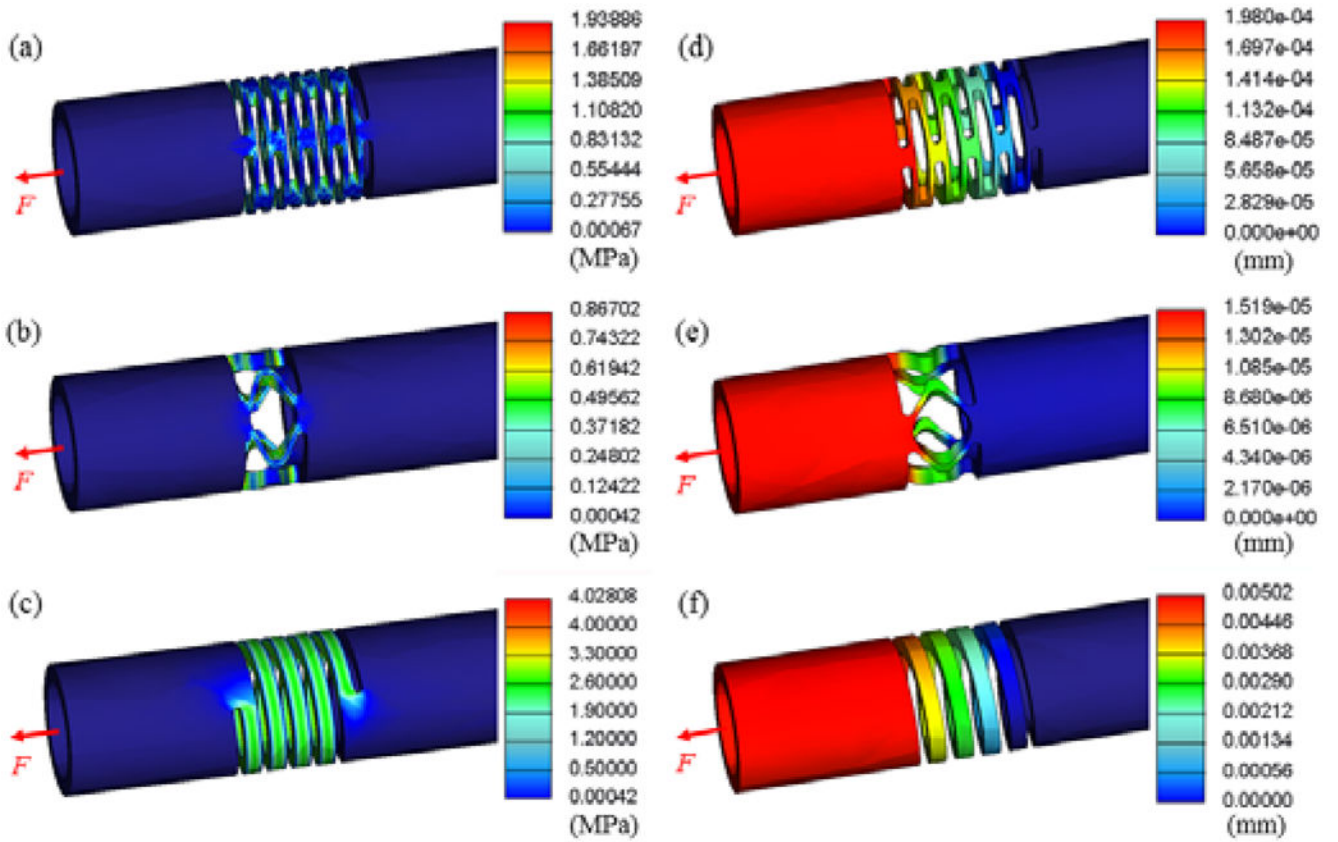 (a)
F
1.93886
1.66197
1.38509
1.10820
0.83132
0.55444
0.27755
0.00067
(MPa)
(d)
F
1.980e-04
1.697e-04
1.414e-04
1.132e-04
8.487e-05
5.658e-05
2.829e-05
0.000e+00
(mm)
(b)
F
0.86702
0.74322
0.61942
0.49562
0.37182
0.24802
0.12422
0.00042
(MPa)
(e)
F
1.519e-05
1.302e-05
1.085e-05
8.680e-06
6.510e-06
4.340e-06
2.170e-06
0.000e+00
(mm)
(c)
F
4.02808
4.00000
3.30000
2.60000
1.90000
1.20000
0.50000
0.00042
(MPa)
(f)
F
0.00502
0.00446
0.00368
0.00290
0.00212
0.00134
0.00056
0.00000
(mm)